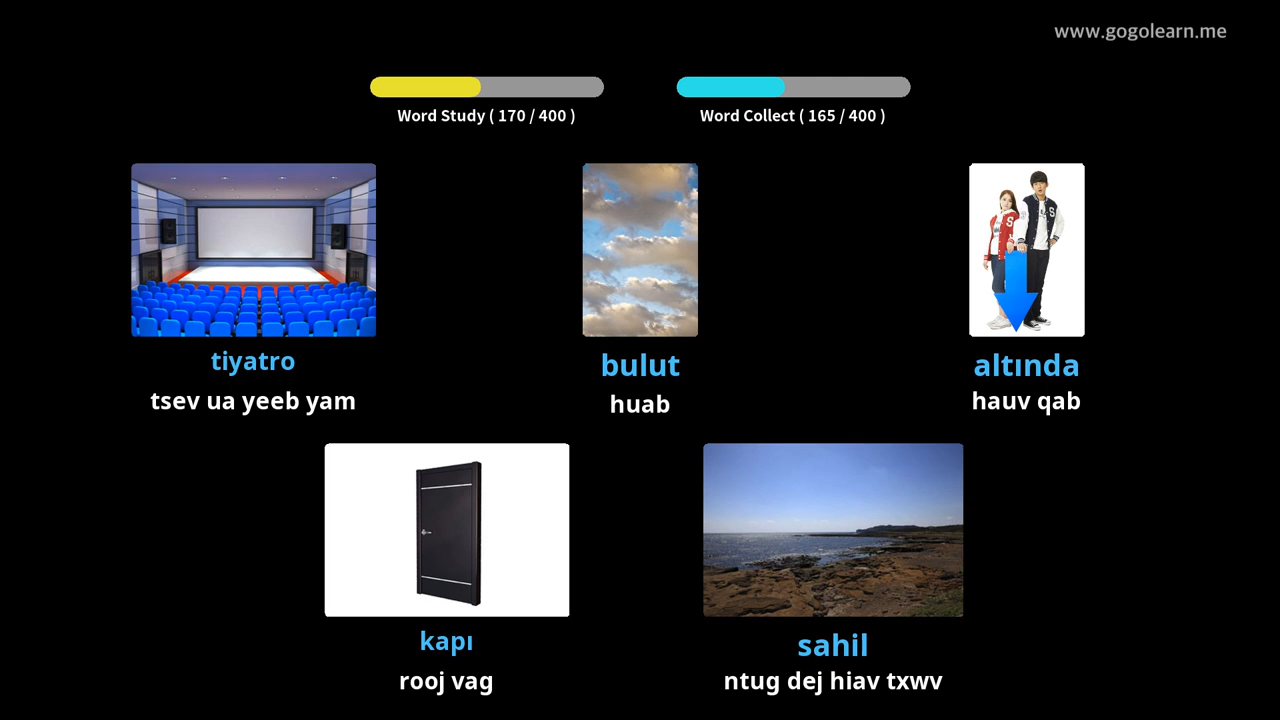 www.gogolearn.me
Word Study ( 170 / 400 )
Word Collect ( 165 / 400 )
tiyatro
tsev ua yeeb yam
bulut
huab
altında
hauv qab
kapı
rooj vag
sahil
ntug dej hiav txwv